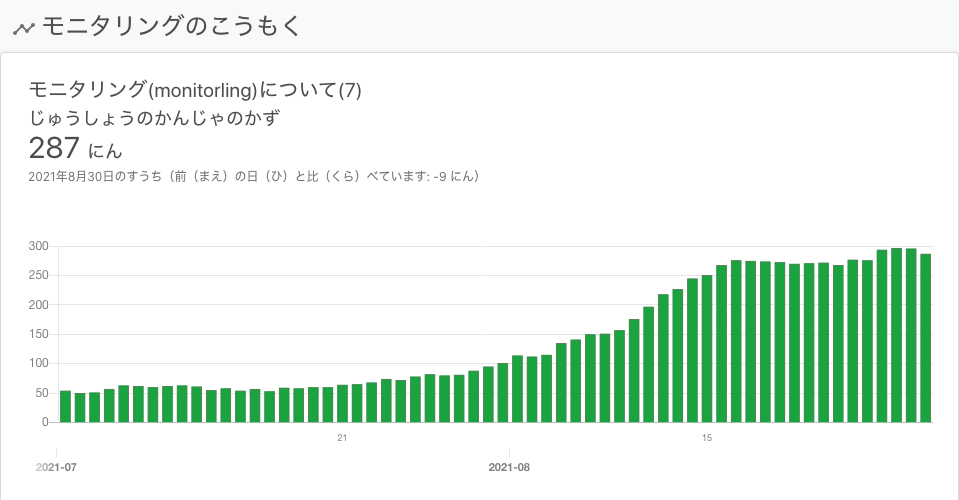 モニタリングのこうもく
モニタリング(monitorling)について(7)
じゅうしょうのかんじゃのかず
287 にん
2021年8月30日のすうち（前（まえ）の日（ひ）と比（くら）べています: -9 にん）
300
250
200
150
100
50
0
21
15
2021-07
2021-08